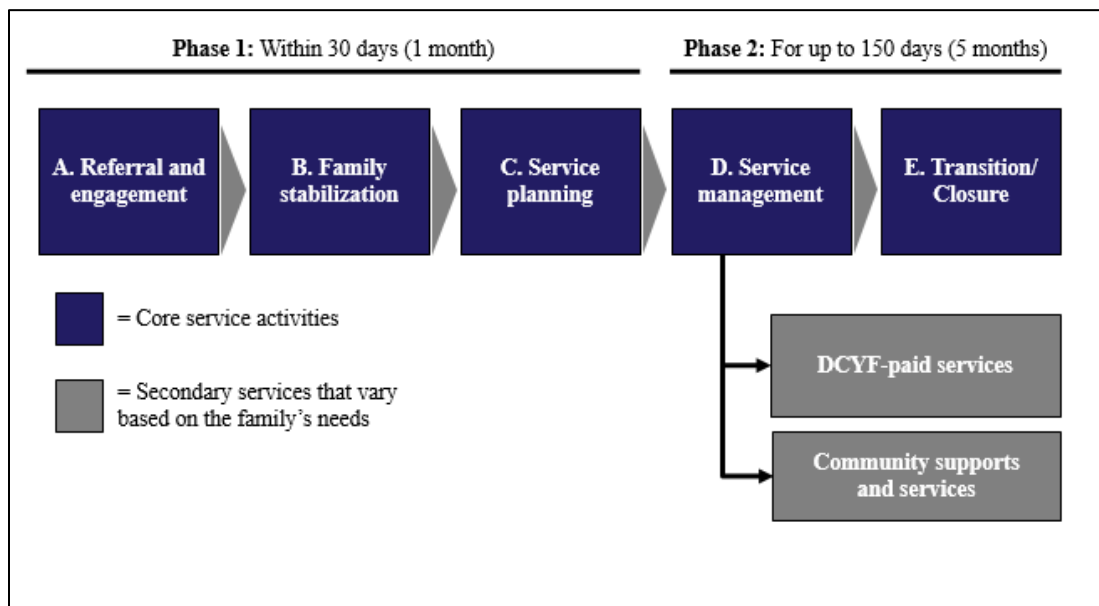 Phase 1: Within 30 days (1 month)
Phase 2: For up to 150 days (5 months)
A. Referral and
engagement
B. Family
stabilization
C. Service
planning
D. Service
management
E. Transition/
Closure
= Core service activities
= Secondary services that vary
based on the family’s needs
DCYF-paid services
Community supports
and services